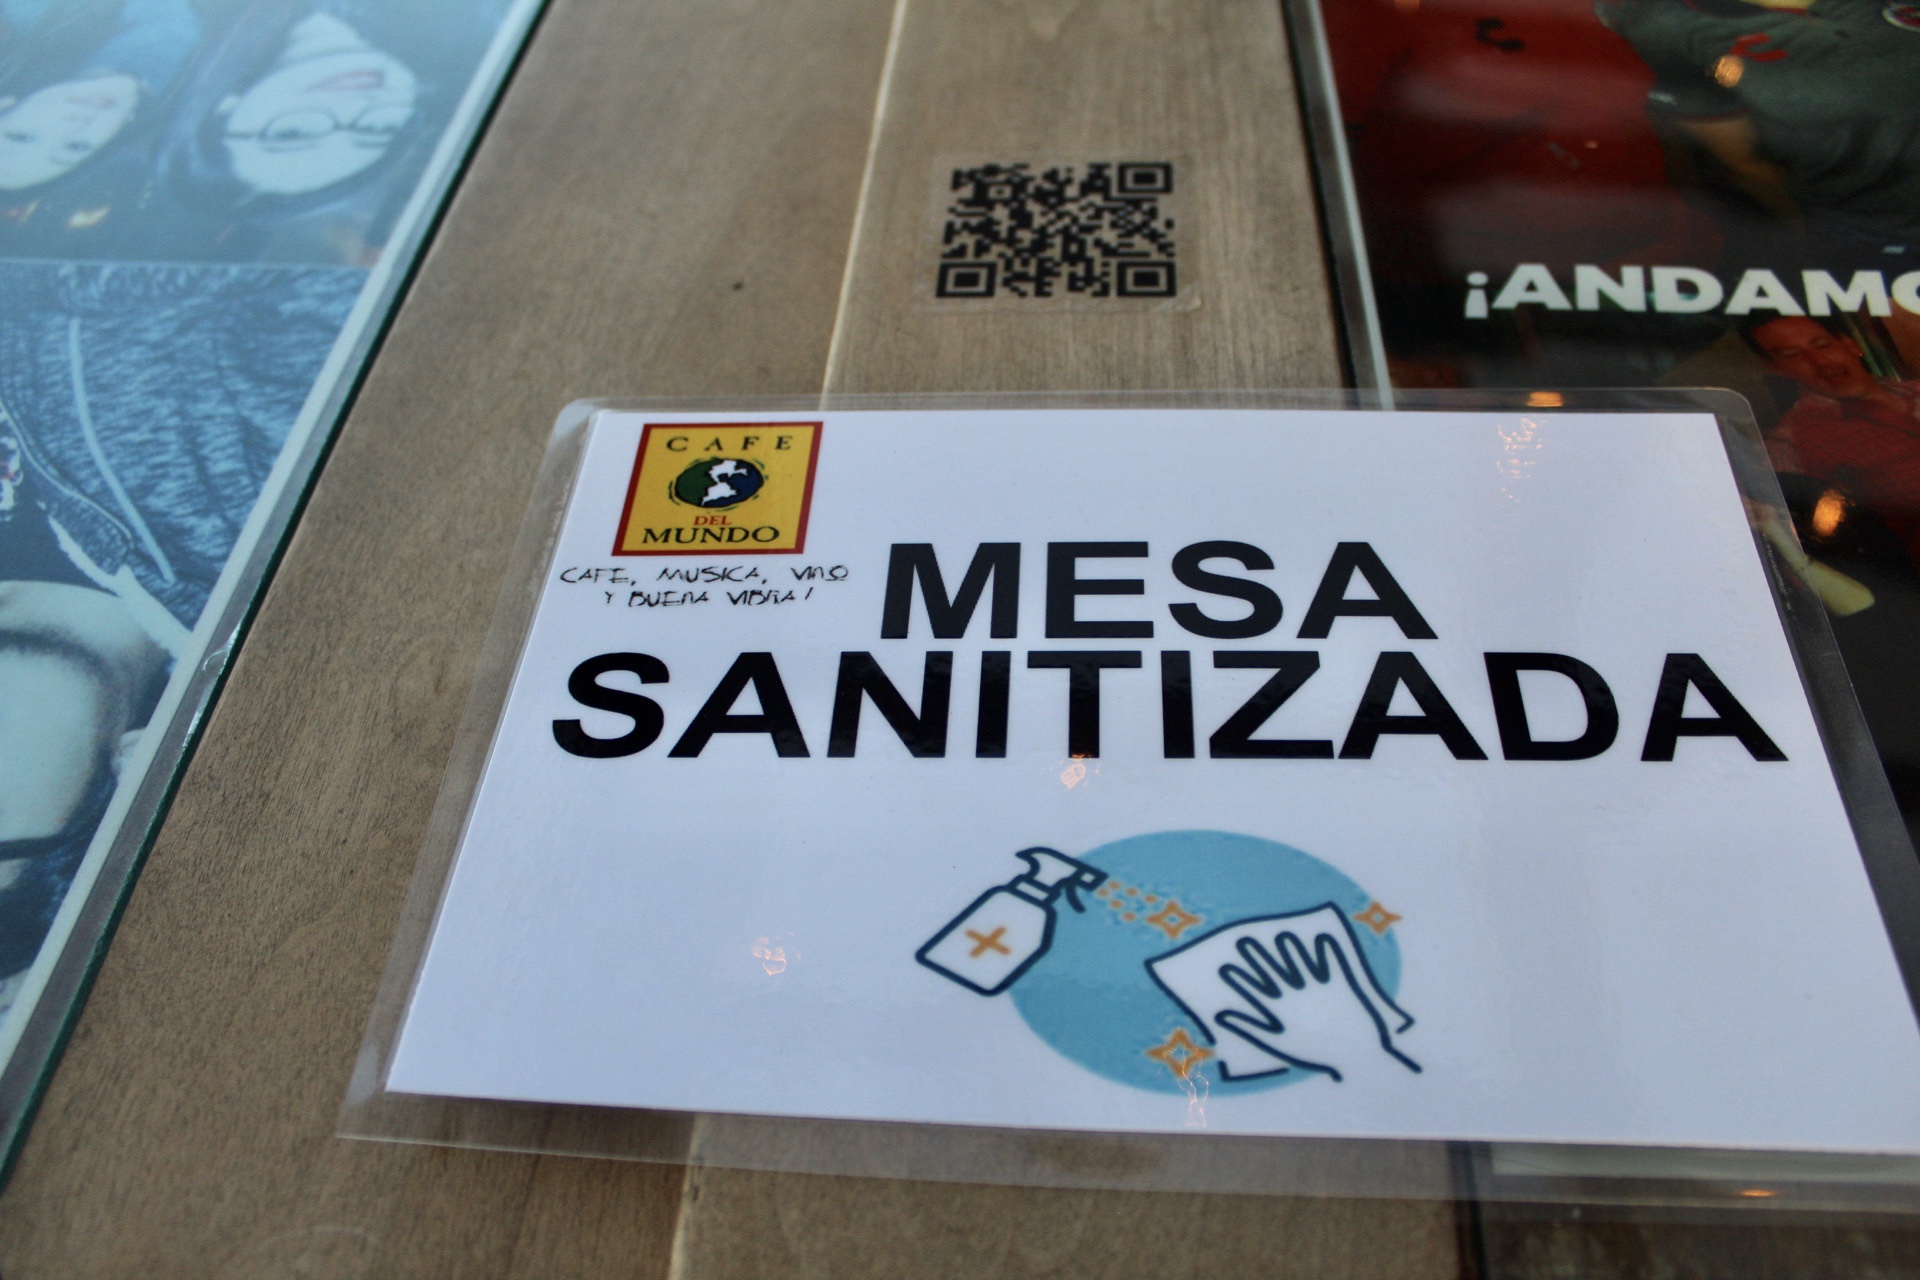 ¡ANDAMO
CAFE
DEL
MUNDO
CAFE, MUSICA, VINO
Y BUENA VIBRA!
MESA
SANITIZADA